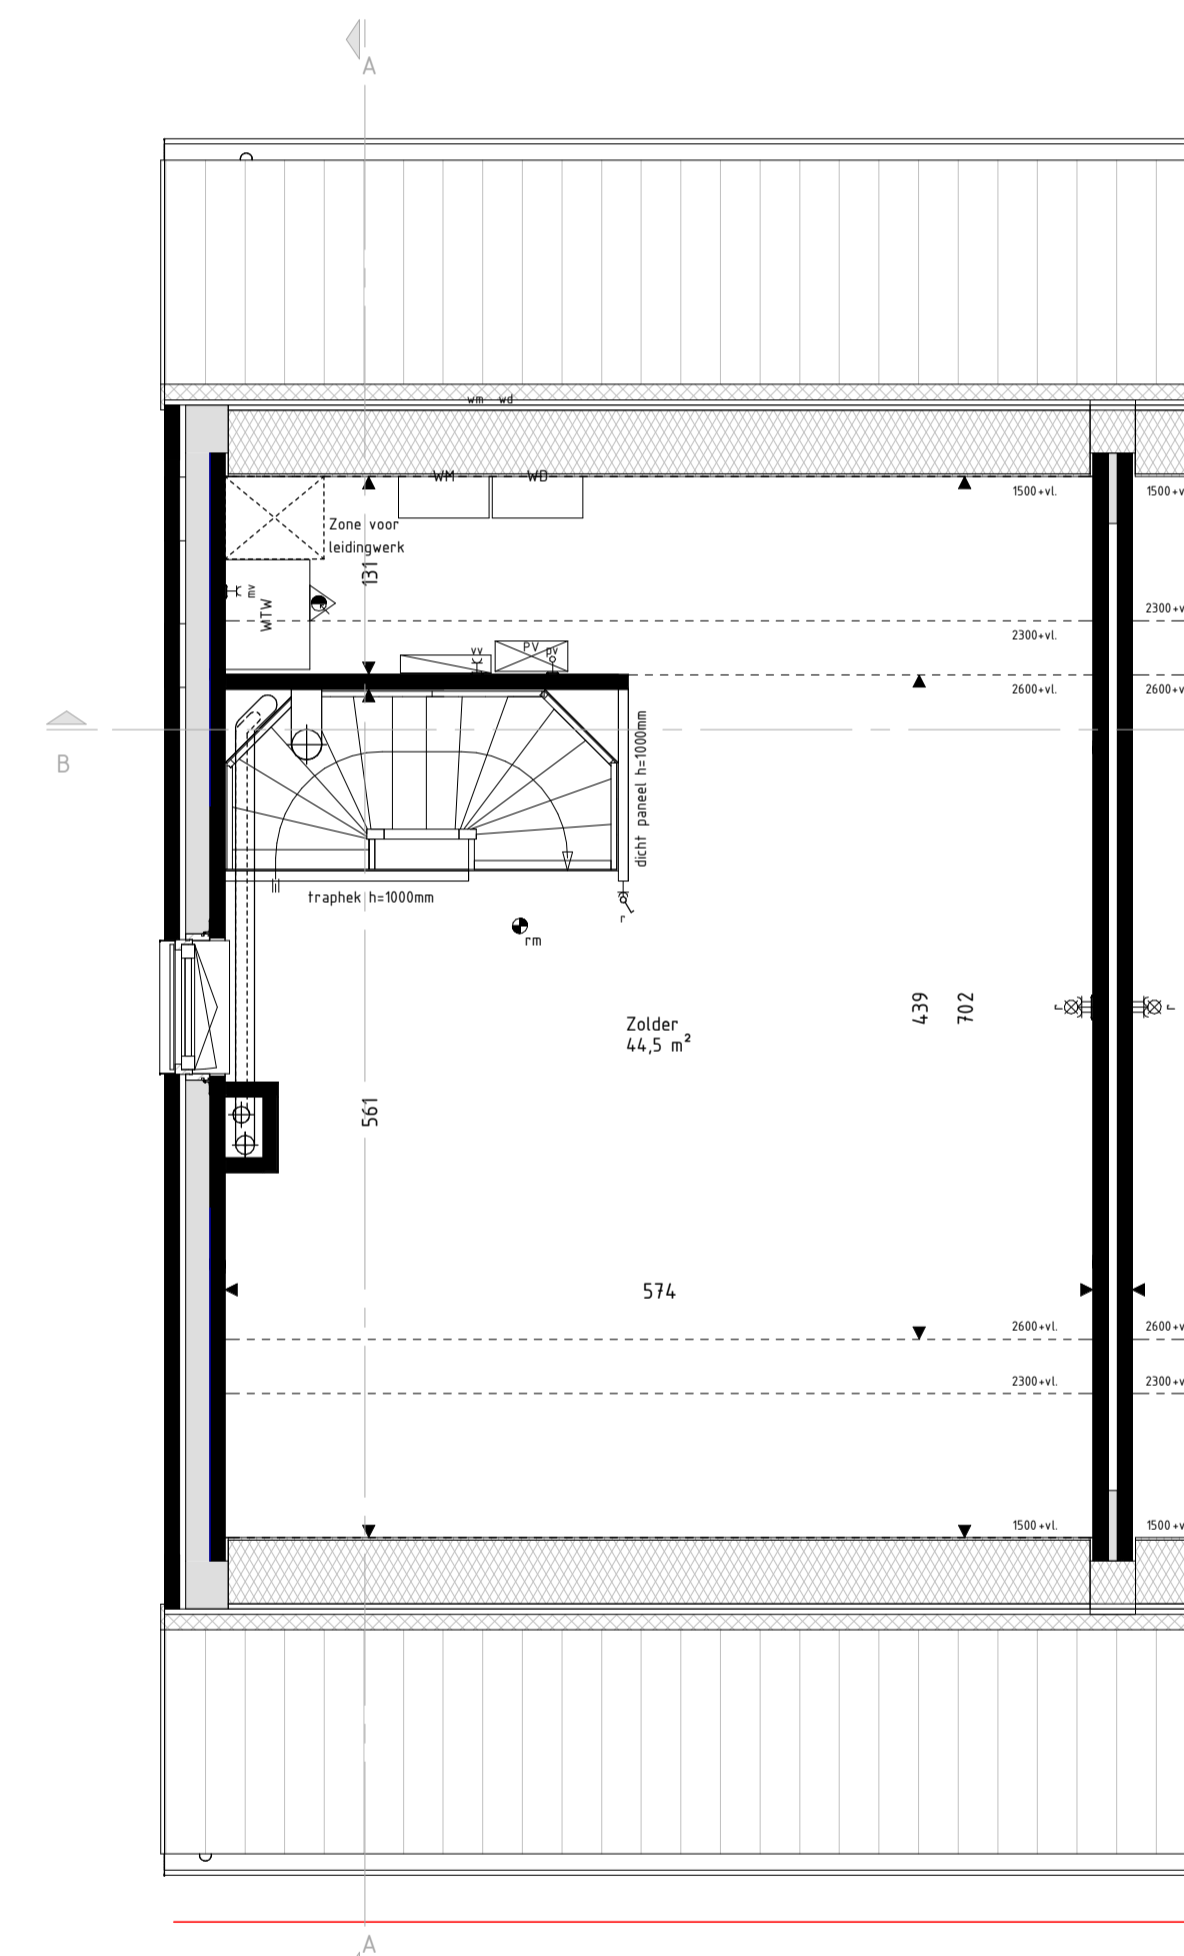 A
wm wd
WM WD
1500+vl.
1500+v
Zone voor
leidingwerk
131
mv
WTW
2300+v
2300+vl.
vv PV pv
2600+vl.
2600+v
dicht paneel h=1000mm
B
traphek h=1000mm
r
rm
439
702
r
r
Zolder
44,5 m²
561
574
2600+vl.
2600+v
2300+vl.
2300+v
1500+vl.
1500+v
A